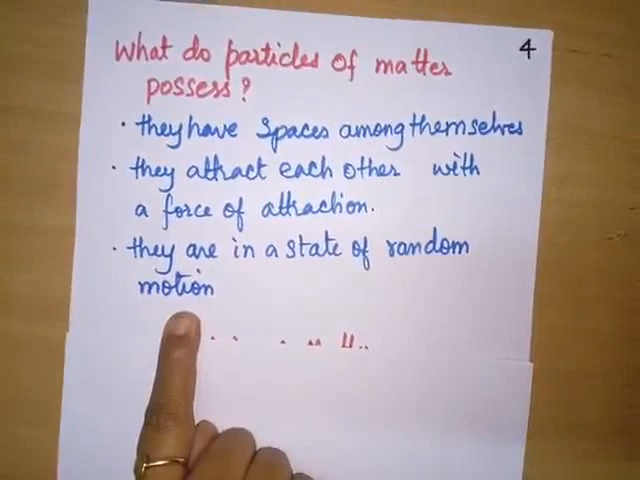 4
What do particles of matter
possess?
· they have spaces among themselves
· they attract each other with
a force of attraction.
· they are in a state of random
motion